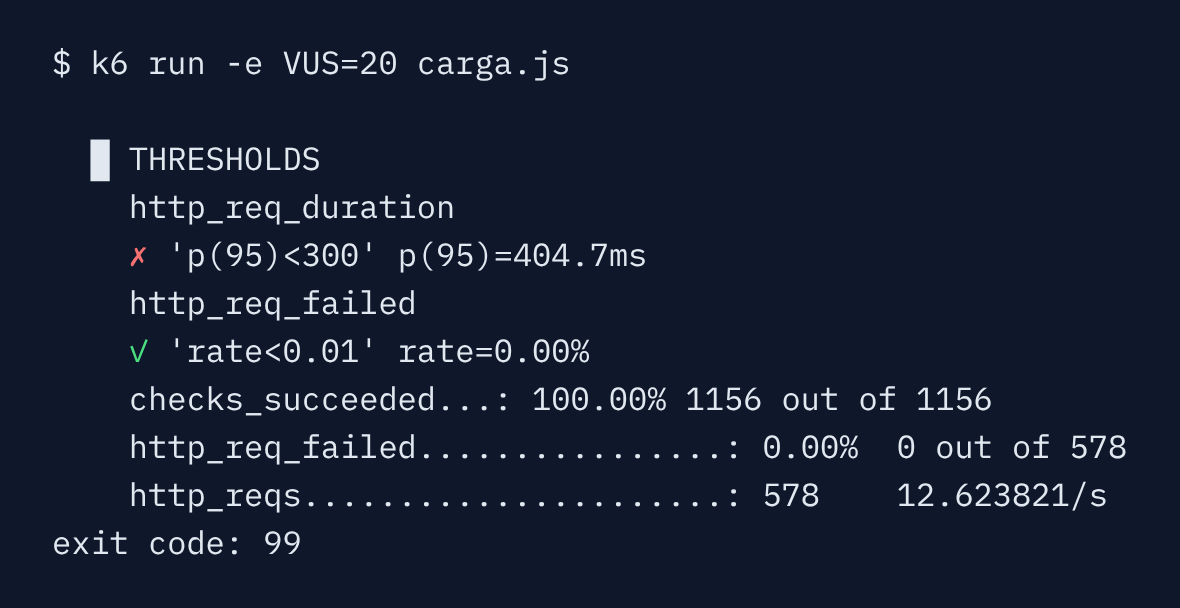 $ k6 run -e VUS=20 carga.js
█ THRESHOLDS
http_req_duration
✗ 'p(95)<300' p(95)=404.7ms
http_req_failed
✓ 'rate<0.01' rate=0.00%
checks_succeeded...: 100.00% 1156 out of 1156
http_req_failed................: 0.00%  0 out of 578
http_reqs......................: 578    12.623821/s
exit code: 99